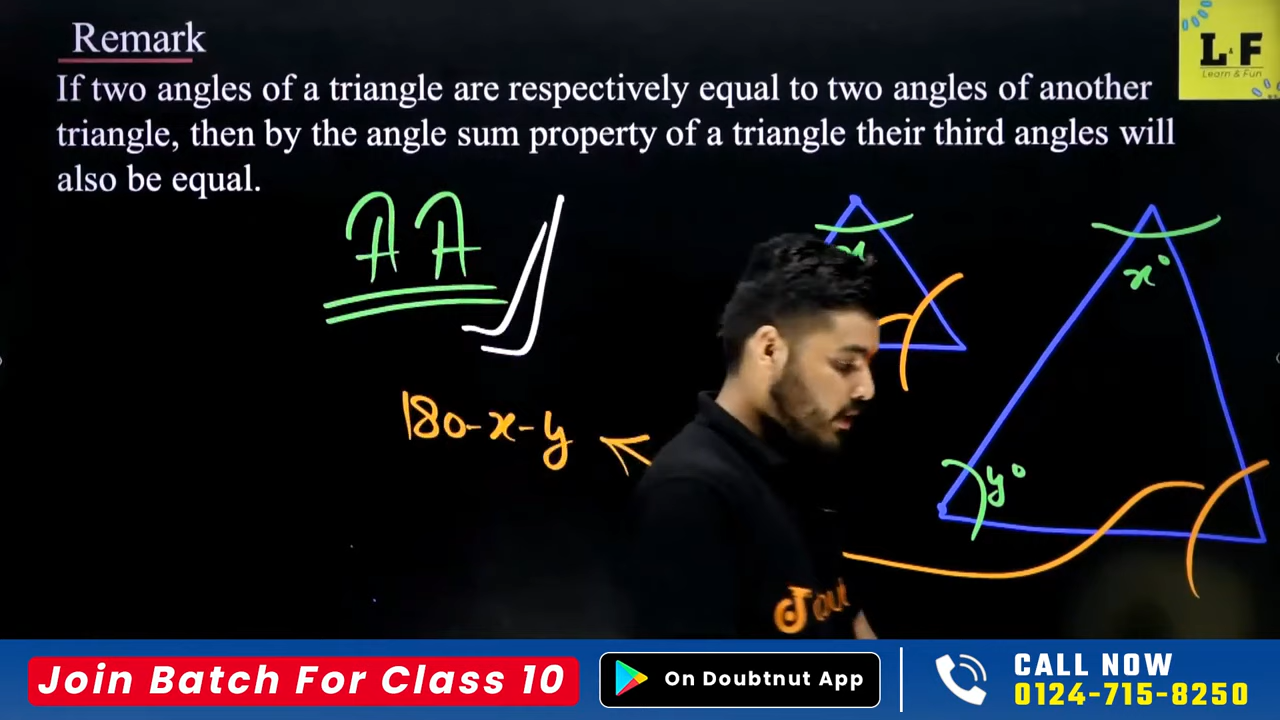 Remark
L&F
Learn & Fun
If two angles of a triangle are respectively equal to two angles of another
triangle, then by the angle sum property of a triangle their third angles will
also be equal.
AA
x
x°
180-x-y
y°
Join Batch For Class 10
On Doubtnut App
CALL NOW
0124-715-8250